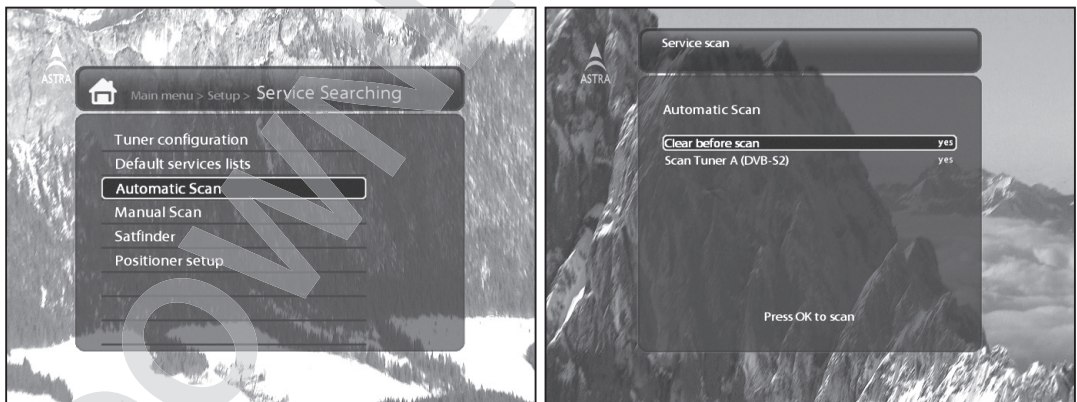 ASTRA
Main menu > Setup > Service Searching
Tuner configuration
Default services lists
Automatic Scan
Manual Scan
Satfinder
Positioner setup
ASTRA
Service scan
Automatic Scan
Clear before scan yes
Scan Tuner A (DVB-S2) yes
Press OK to scan